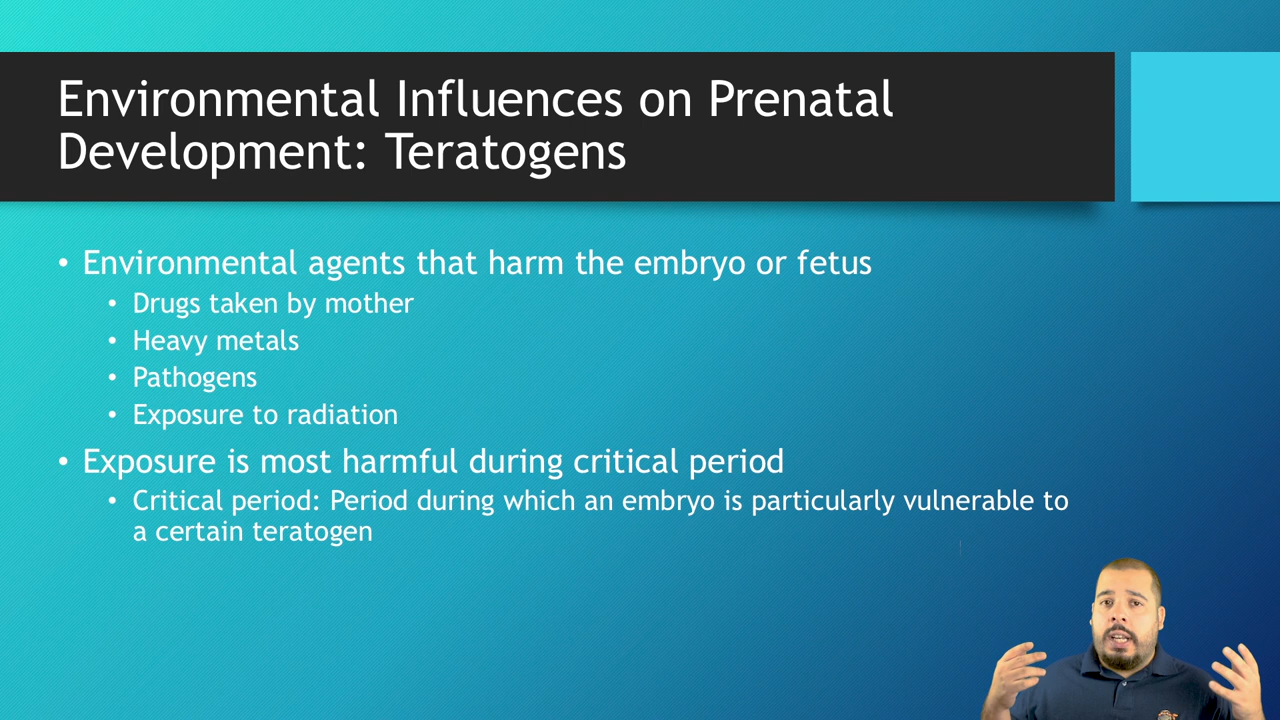 Environmental Influences on Prenatal
Development: Teratogens
• Environmental agents that harm the embryo or fetus
• Drugs taken by mother
• Heavy metals
• Pathogens
• Exposure to radiation
• Exposure is most harmful during critical period
• Critical period: Period during which an embryo is particularly vulnerable to
a certain teratogen